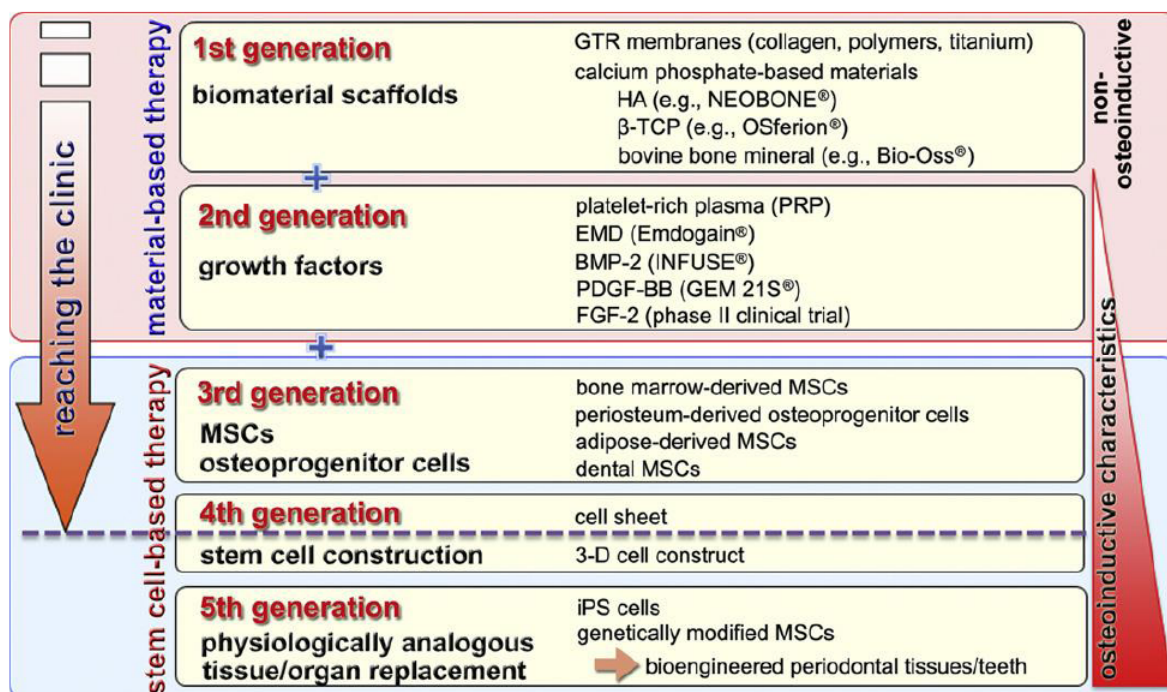 reaching the clinic
material-based therapy
1st generation
biomaterial scaffolds
GTR membranes (collagen, polymers, titanium)
calcium phosphate-based materials
HA (e.g., NEOBONE®)
β-TCP (e.g., OSferion®)
bovine bone mineral (e.g., Bio-Oss®)
non-
osteoinductive
+
2nd generation
growth factors
platelet-rich plasma (PRP)
EMD (Emdogain®)
BMP-2 (INFUSE®)
PDGF-BB (GEM 21S®)
FGF-2 (phase II clinical trial)
+
stem cell-based therapy
3rd generation
MSCs
osteoprogenitor cells
bone marrow-derived MSCs
periosteum-derived osteoprogenitor cells
adipose-derived MSCs
dental MSCs
osteoinductive characteristics
4th generation
stem cell construction
cell sheet
3-D cell construct
5th generation
physiologically analogous
tissue/organ replacement
iPS cells
genetically modified MSCs
bioengineered periodontal tissues/teeth